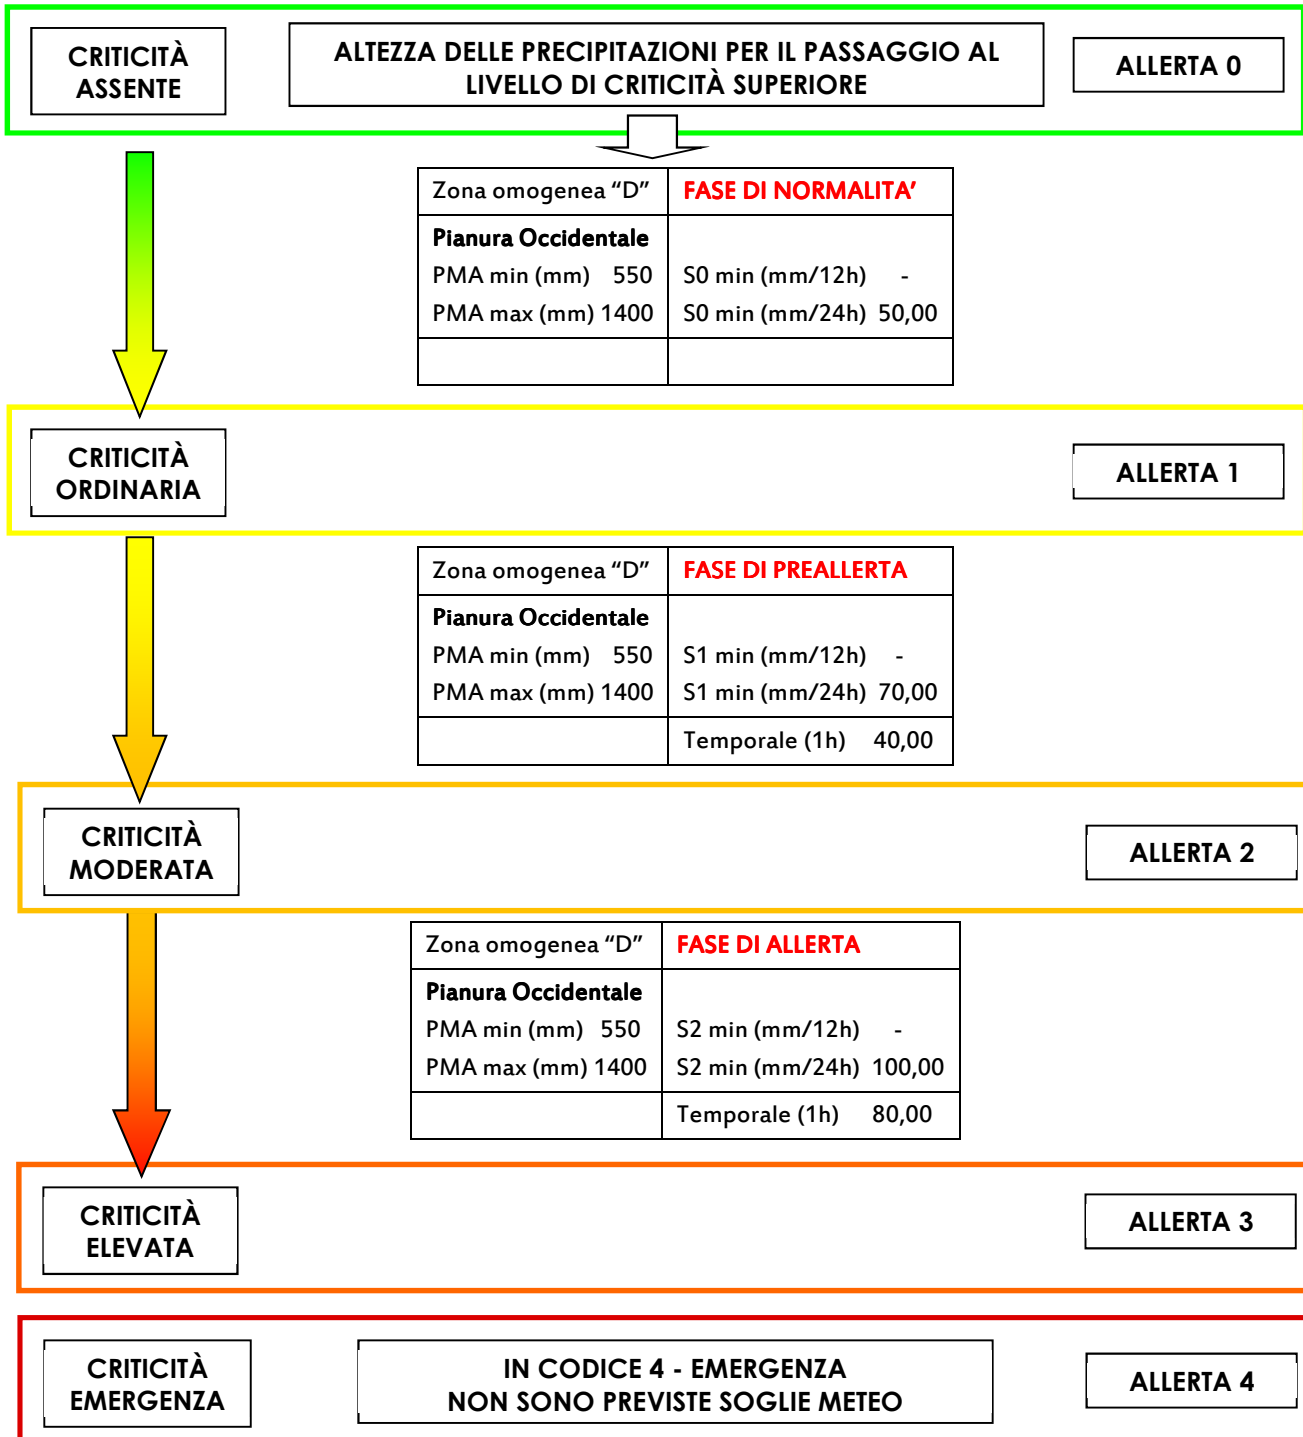 CRITICITÀ
ASSENTE
ALTEZZA DELLE PRECIPITAZIONI PER IL PASSAGGIO AL
LIVELLO DI CRITICITÀ SUPERIORE
ALLERTA 0
Zona omogenea “D” FASE DI NORMALITA’
Pianura Occidentale
PMA min (mm) 550 S0 min (mm/12h) -
PMA max (mm) 1400 S0 min (mm/24h) 50,00
CRITICITÀ
ORDINARIA
ALLERTA 1
Zona omogenea “D” FASE DI PREALLERTA
Pianura Occidentale
PMA min (mm) 550 S1 min (mm/12h) -
PMA max (mm) 1400 S1 min (mm/24h) 70,00
Temporale (1h) 40,00
CRITICITÀ
MODERATA
ALLERTA 2
Zona omogenea “D” FASE DI ALLERTA
Pianura Occidentale
PMA min (mm) 550 S2 min (mm/12h) -
PMA max (mm) 1400 S2 min (mm/24h) 100,00
Temporale (1h) 80,00
CRITICITÀ
ELEVATA
ALLERTA 3
CRITICITÀ
EMERGENZA
IN CODICE 4 - EMERGENZA
NON SONO PREVISTE SOGLIE METEO
ALLERTA 4